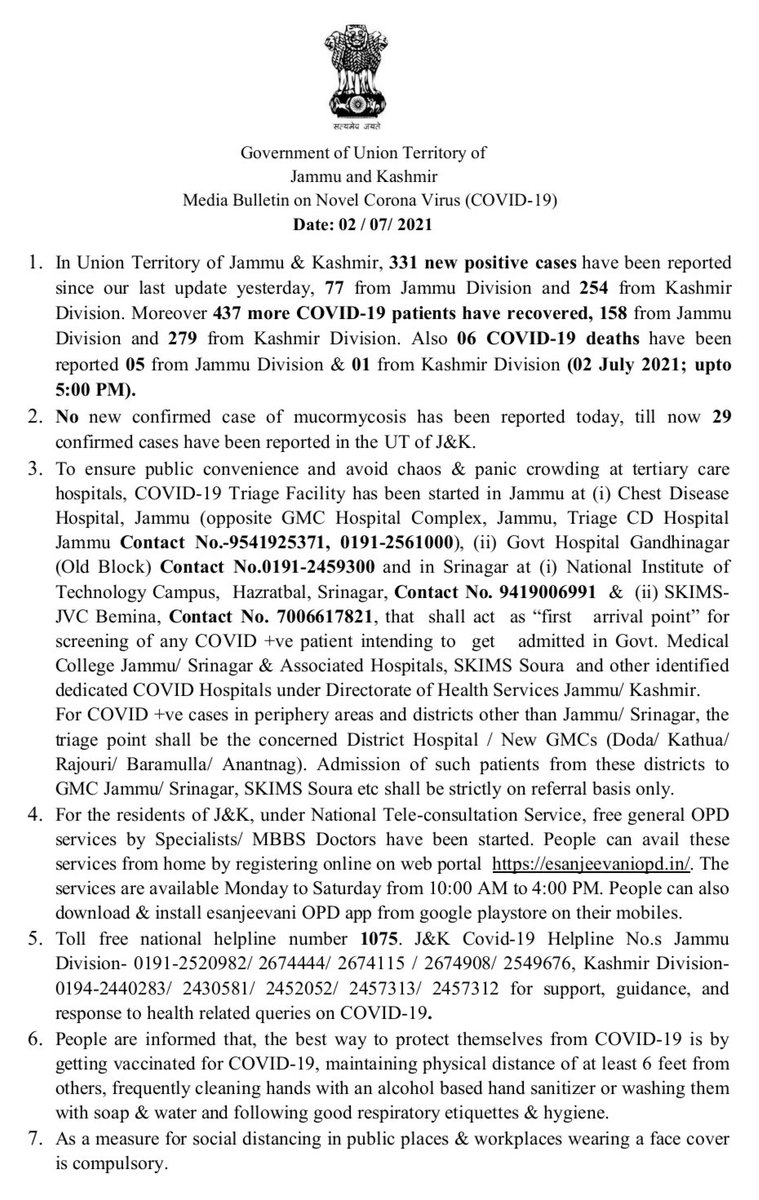 सत्यमेव जयते
Government of Union Territory of
Jammu and Kashmir
Media Bulletin on Novel Corona Virus (COVID-19)
Date: 02 / 07/ 2021
1. In Union Territory of Jammu & Kashmir, 331 new positive cases have been reported
since our last update yesterday, 77 from Jammu Division and 254 from Kashmir
Division. Moreover 437 more COVID-19 patients have recovered, 158 from Jammu
Division and 279 from Kashmir Division. Also 06 COVID-19 deaths have been
reported 05 from Jammu Division & 01 from Kashmir Division (02 July 2021; upto
5:00 PM).
2. No new confirmed case of mucormycosis has been reported today, till now 29
confirmed cases have been reported in the UT of J&K.
3. To ensure public convenience and avoid chaos & panic crowding at tertiary care
hospitals, COVID-19 Triage Facility has been started in Jammu at (i) Chest Disease
Hospital, Jammu (opposite GMC Hospital Complex, Jammu, Triage CD Hospital
Jammu Contact No.-9541925371, 0191-2561000), (ii) Govt Hospital Gandhinagar
(Old Block) Contact No.0191-2459300 and in Srinagar at (i) National Institute of
Technology Campus, Hazratbal, Srinagar, Contact No. 9419006991 & (ii) SKIMS-
JVC Bemina, Contact No. 7006617821, that shall act as “first arrival point” for
screening of any COVID +ve patient intending to get admitted in Govt. Medical
College Jammu/ Srinagar & Associated Hospitals, SKIMS Soura and other identified
dedicated COVID Hospitals under Directorate of Health Services Jammu/ Kashmir.
For COVID +ve cases in periphery areas and districts other than Jammu/ Srinagar, the
triage point shall be the concerned District Hospital / New GMCs (Doda/ Kathua/
Rajouri/ Baramulla/ Anantnag). Admission of such patients from these districts to
GMC Jammu/ Srinagar, SKIMS Soura etc shall be strictly on referral basis only.
4. For the residents of J&K, under National Tele-consultation Service, free general OPD
services by Specialists/ MBBS Doctors have been started. People can avail these
services from home by registering online on web portal https://esanjeevaniopd.in/. The
services are available Monday to Saturday from 10:00 AM to 4:00 PM. People can also
download & install esanjeevani OPD app from google playstore on their mobiles.
5. Toll free national helpline number 1075. J&K Covid-19 Helpline No.s Jammu
Division- 0191-2520982/ 2674444/ 2674115 / 2674908/ 2549676, Kashmir Division-
0194-2440283/ 2430581/ 2452052/ 2457313/ 2457312 for support, guidance, and
response to health related queries on COVID-19.
6. People are informed that, the best way to protect themselves from COVID-19 is by
getting vaccinated for COVID-19, maintaining physical distance of at least 6 feet from
others, frequently cleaning hands with an alcohol based hand sanitizer or washing them
with soap & water and following good respiratory etiquettes & hygiene.
7. As a measure for social distancing in public places & workplaces wearing a face cover
is compulsory.